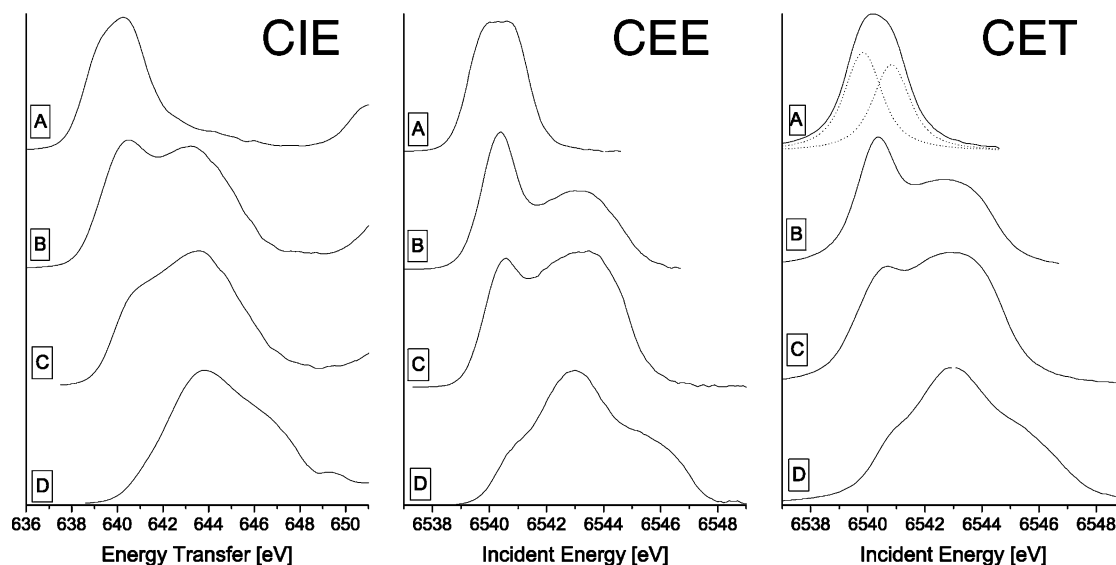 CIE
CEE
CET
A
A
A
B
B
B
C
C
C
D
D
D
636 638 640 642 644 646 648 650
6538 6540 6542 6544 6546 6548
6538 6540 6542 6544 6546 6548
Energy Transfer [eV]
Incident Energy [eV]
Incident Energy [eV]